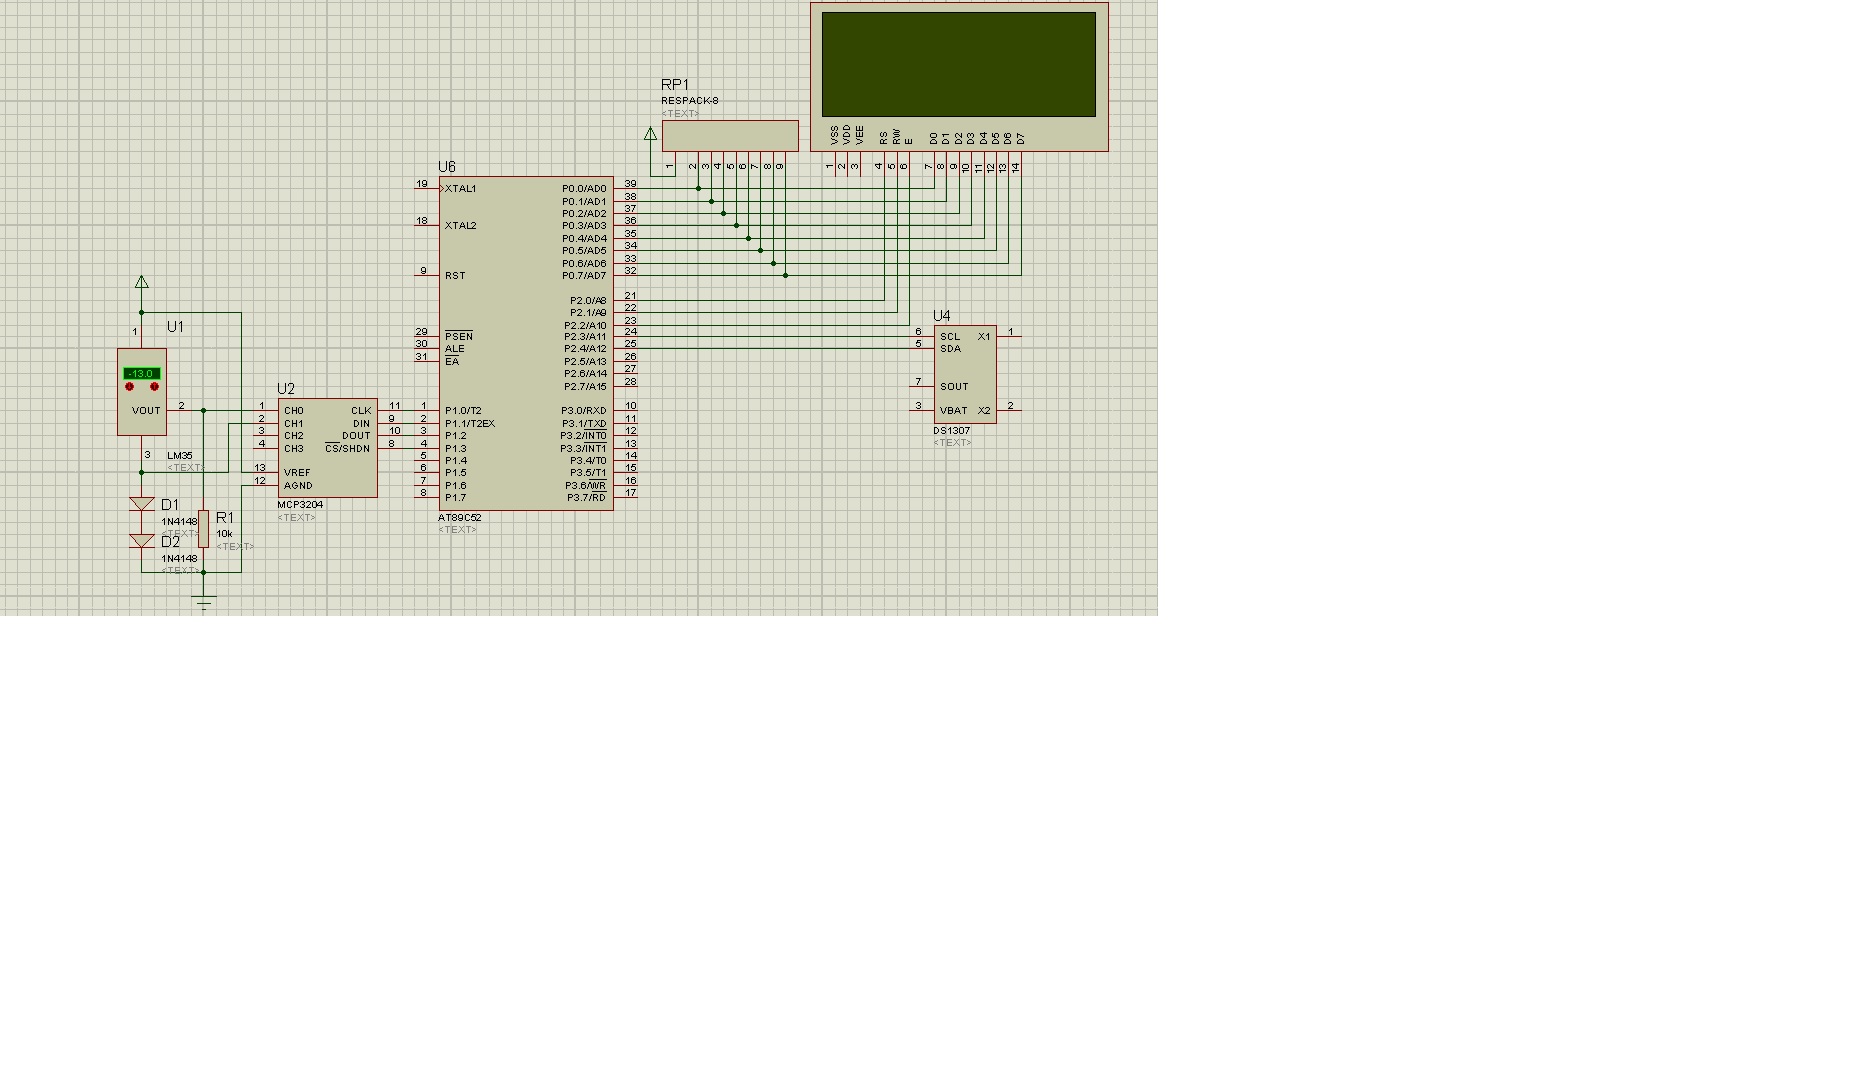 RP1
RESPACK-8
<TEXT>
VSS
VDD
VEE
RS
RW
E
D0
D1
D2
D3
D4
D5
D6
D7
1
2
3
4
5
6
7
8
9
1
2
3
4
5
6
7
8
9
10
11
12
13
14
U6
19 XTAL1 P0.0/AD0 39
P0.1/AD1 38
P0.2/AD2 37
18 XTAL2 P0.3/AD3 36
P0.4/AD4 35
P0.5/AD5 34
P0.6/AD6 33
9 RST P0.7/AD7 32
P2.0/A8 21
P2.1/A9 22
P2.2/A10 23
29 PSEN P2.3/A11 24
30 ALE P2.4/A12 25
31 EA P2.5/A13 26
P2.6/A14 27
P2.7/A15 28
1 P1.0/T2 P3.0/RXD 10
2 P1.1/T2EX P3.1/TXD 11
3 P1.2 P3.2/INT0 12
4 P1.3 P3.3/INT1 13
5 P1.4 P3.4/T0 14
6 P1.5 P3.5/T1 15
7 P1.6 P3.6/WR 16
8 P1.7 P3.7/RD 17
AT89C52
<TEXT>
U4
6 SCL X1 1
5 SDA
7 SOUT
3 VBAT X2 2
DS1307
<TEXT>
1
U1
-13.0
VOUT 2
3
LM35
<TEXT>
U2
1 CH0 CLK 11
2 CH1 DIN 9
3 CH2 DOUT 10
4 CH3 CS/SHDN 8
13 VREF
12 AGND
MCP3204
<TEXT>
D1
1N4148
<TEXT>
D2
1N4148
<TEXT>
R1
10k
<TEXT>